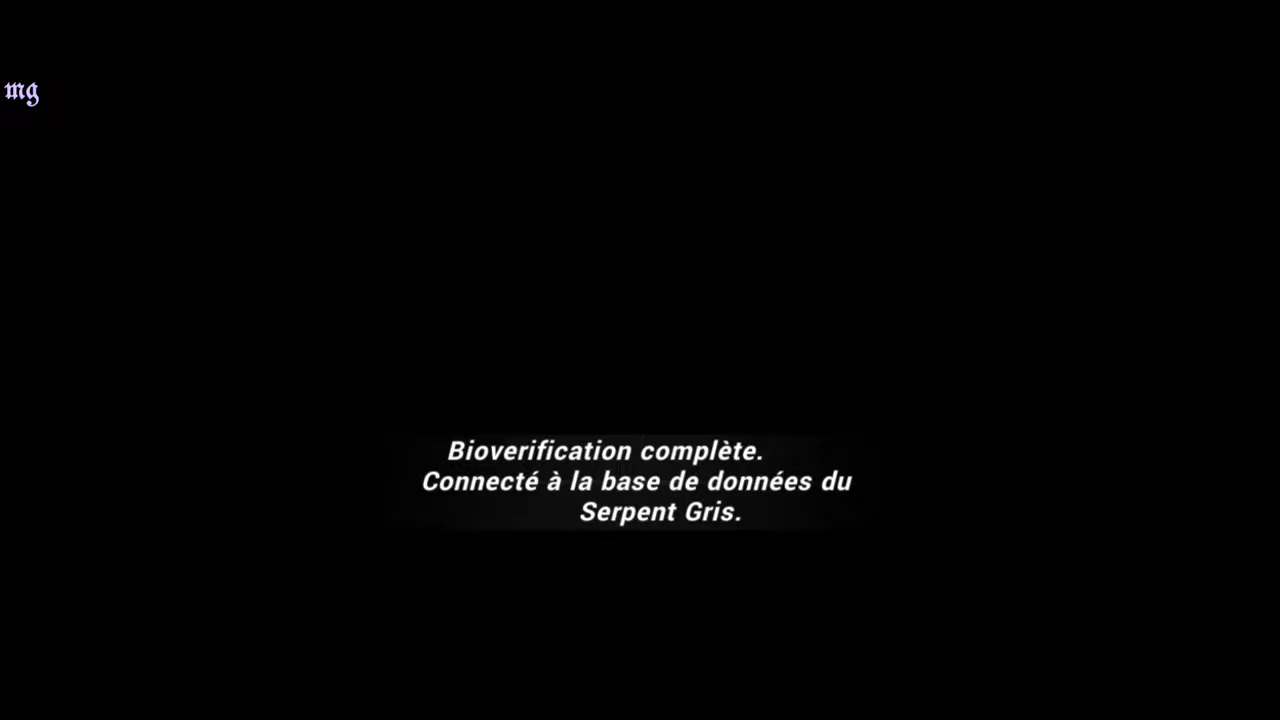 mg
Bioverification complète.
Connecté à la base de données du
Serpent Gris.